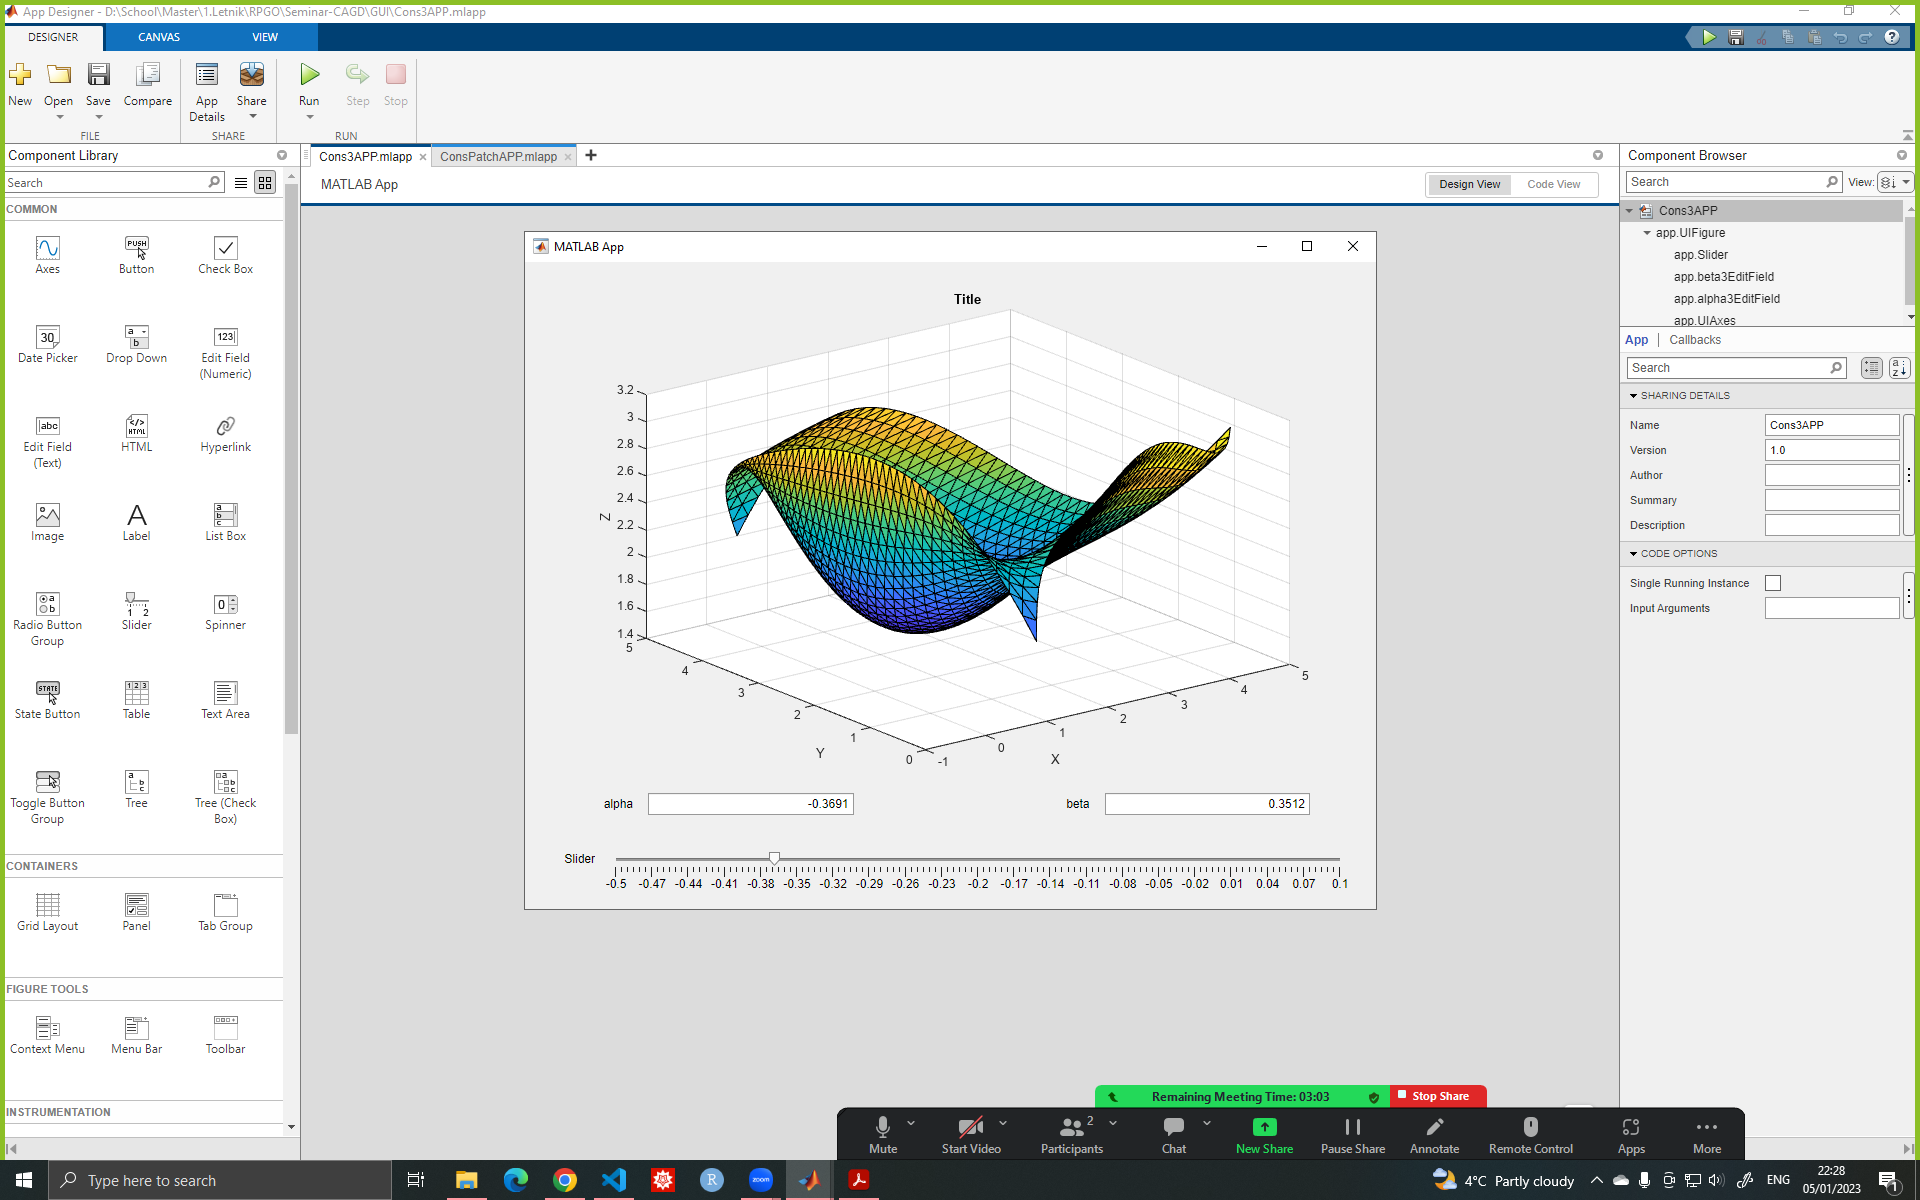 App Designer - D:\School\Master\1.Letnik\RPGO\Seminar-CAGD\GUI\Cons3APP.mlapp
DESIGNER CANVAS VIEW
New Open Save Compare App Details Share Run Step Stop
FILE SHARE RUN
Component Library
Search
COMMON
Axes Button Check Box
Date Picker Drop Down Edit Field (Numeric)
Edit Field (Text) HTML Hyperlink
Image Label List Box
Radio Button Group Slider Spinner
State Button Table Text Area
Toggle Button Group Tree Tree (Check Box)
CONTAINERS
Grid Layout Panel Tab Group
FIGURE TOOLS
Context Menu Menu Bar Toolbar
INSTRUMENTATION
Cons3APP.mlapp ConsPatchAPP.mlapp
MATLAB App
Design View Code View
MATLAB App
Title
3.2
3
2.8
2.6
2.4
2.2
2
1.8
1.6
1.4
Z
5
4
3
2
1
0
Y
-1
0
1
2
3
4
5
X
alpha -0.3691
beta 0.3512
Slider
-0.5 -0.47 -0.44 -0.41 -0.38 -0.35 -0.32 -0.29 -0.26 -0.23 -0.2 -0.17 -0.14 -0.11 -0.08 -0.05 -0.02 0.01 0.04 0.07 0.1
Component Browser
Search View:
Cons3APP
app.UIFigure
app.Slider
app.beta3EditField
app.alpha3EditField
app.UIAxes
App Callbacks
Search
SHARING DETAILS
Name Cons3APP
Version 1.0
Author
Summary
Description
CODE OPTIONS
Single Running Instance
Input Arguments
Remaining Meeting Time: 03:03 Stop Share
Mute Start Video Participants 2 Chat New Share Pause Share Annotate Remote Control Apps More
Type here to search
4°C Partly cloudy ENG
22:28
05/01/2023